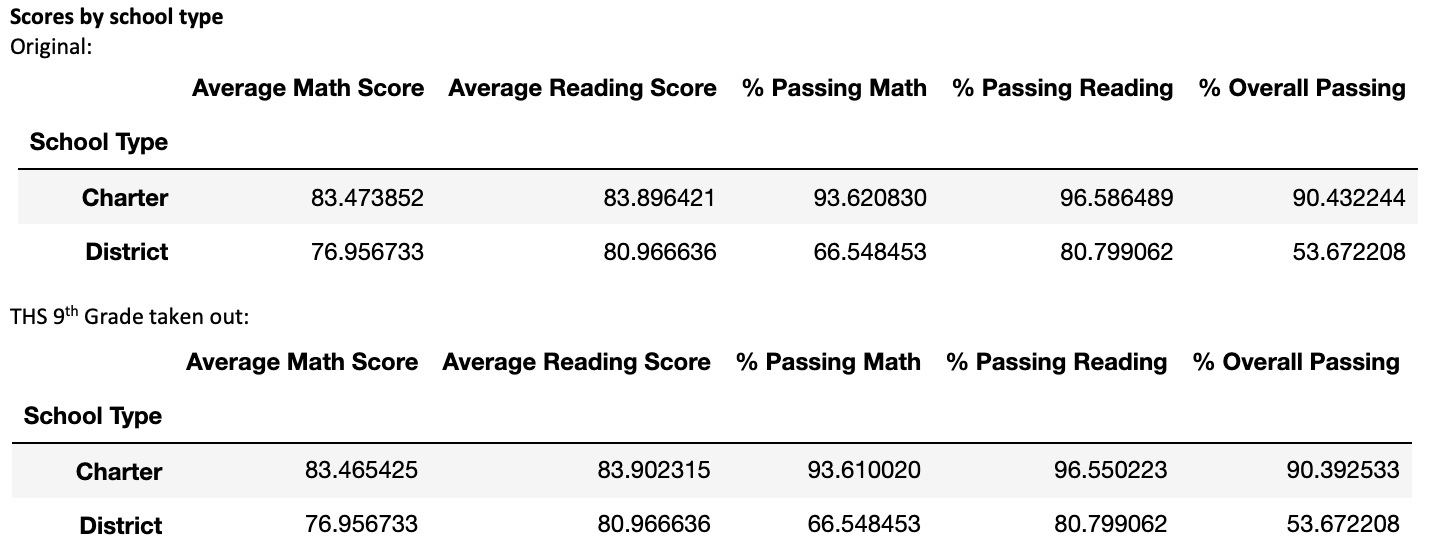 Scores by school type
Original:
Average Math Score Average Reading Score % Passing Math % Passing Reading % Overall Passing
School Type
Charter 83.473852 83.896421 93.620830 96.586489 90.432244
District 76.956733 80.966636 66.548453 80.799062 53.672208
THS 9th Grade taken out:
Average Math Score Average Reading Score % Passing Math % Passing Reading % Overall Passing
School Type
Charter 83.465425 83.902315 93.610020 96.550223 90.392533
District 76.956733 80.966636 66.548453 80.799062 53.672208